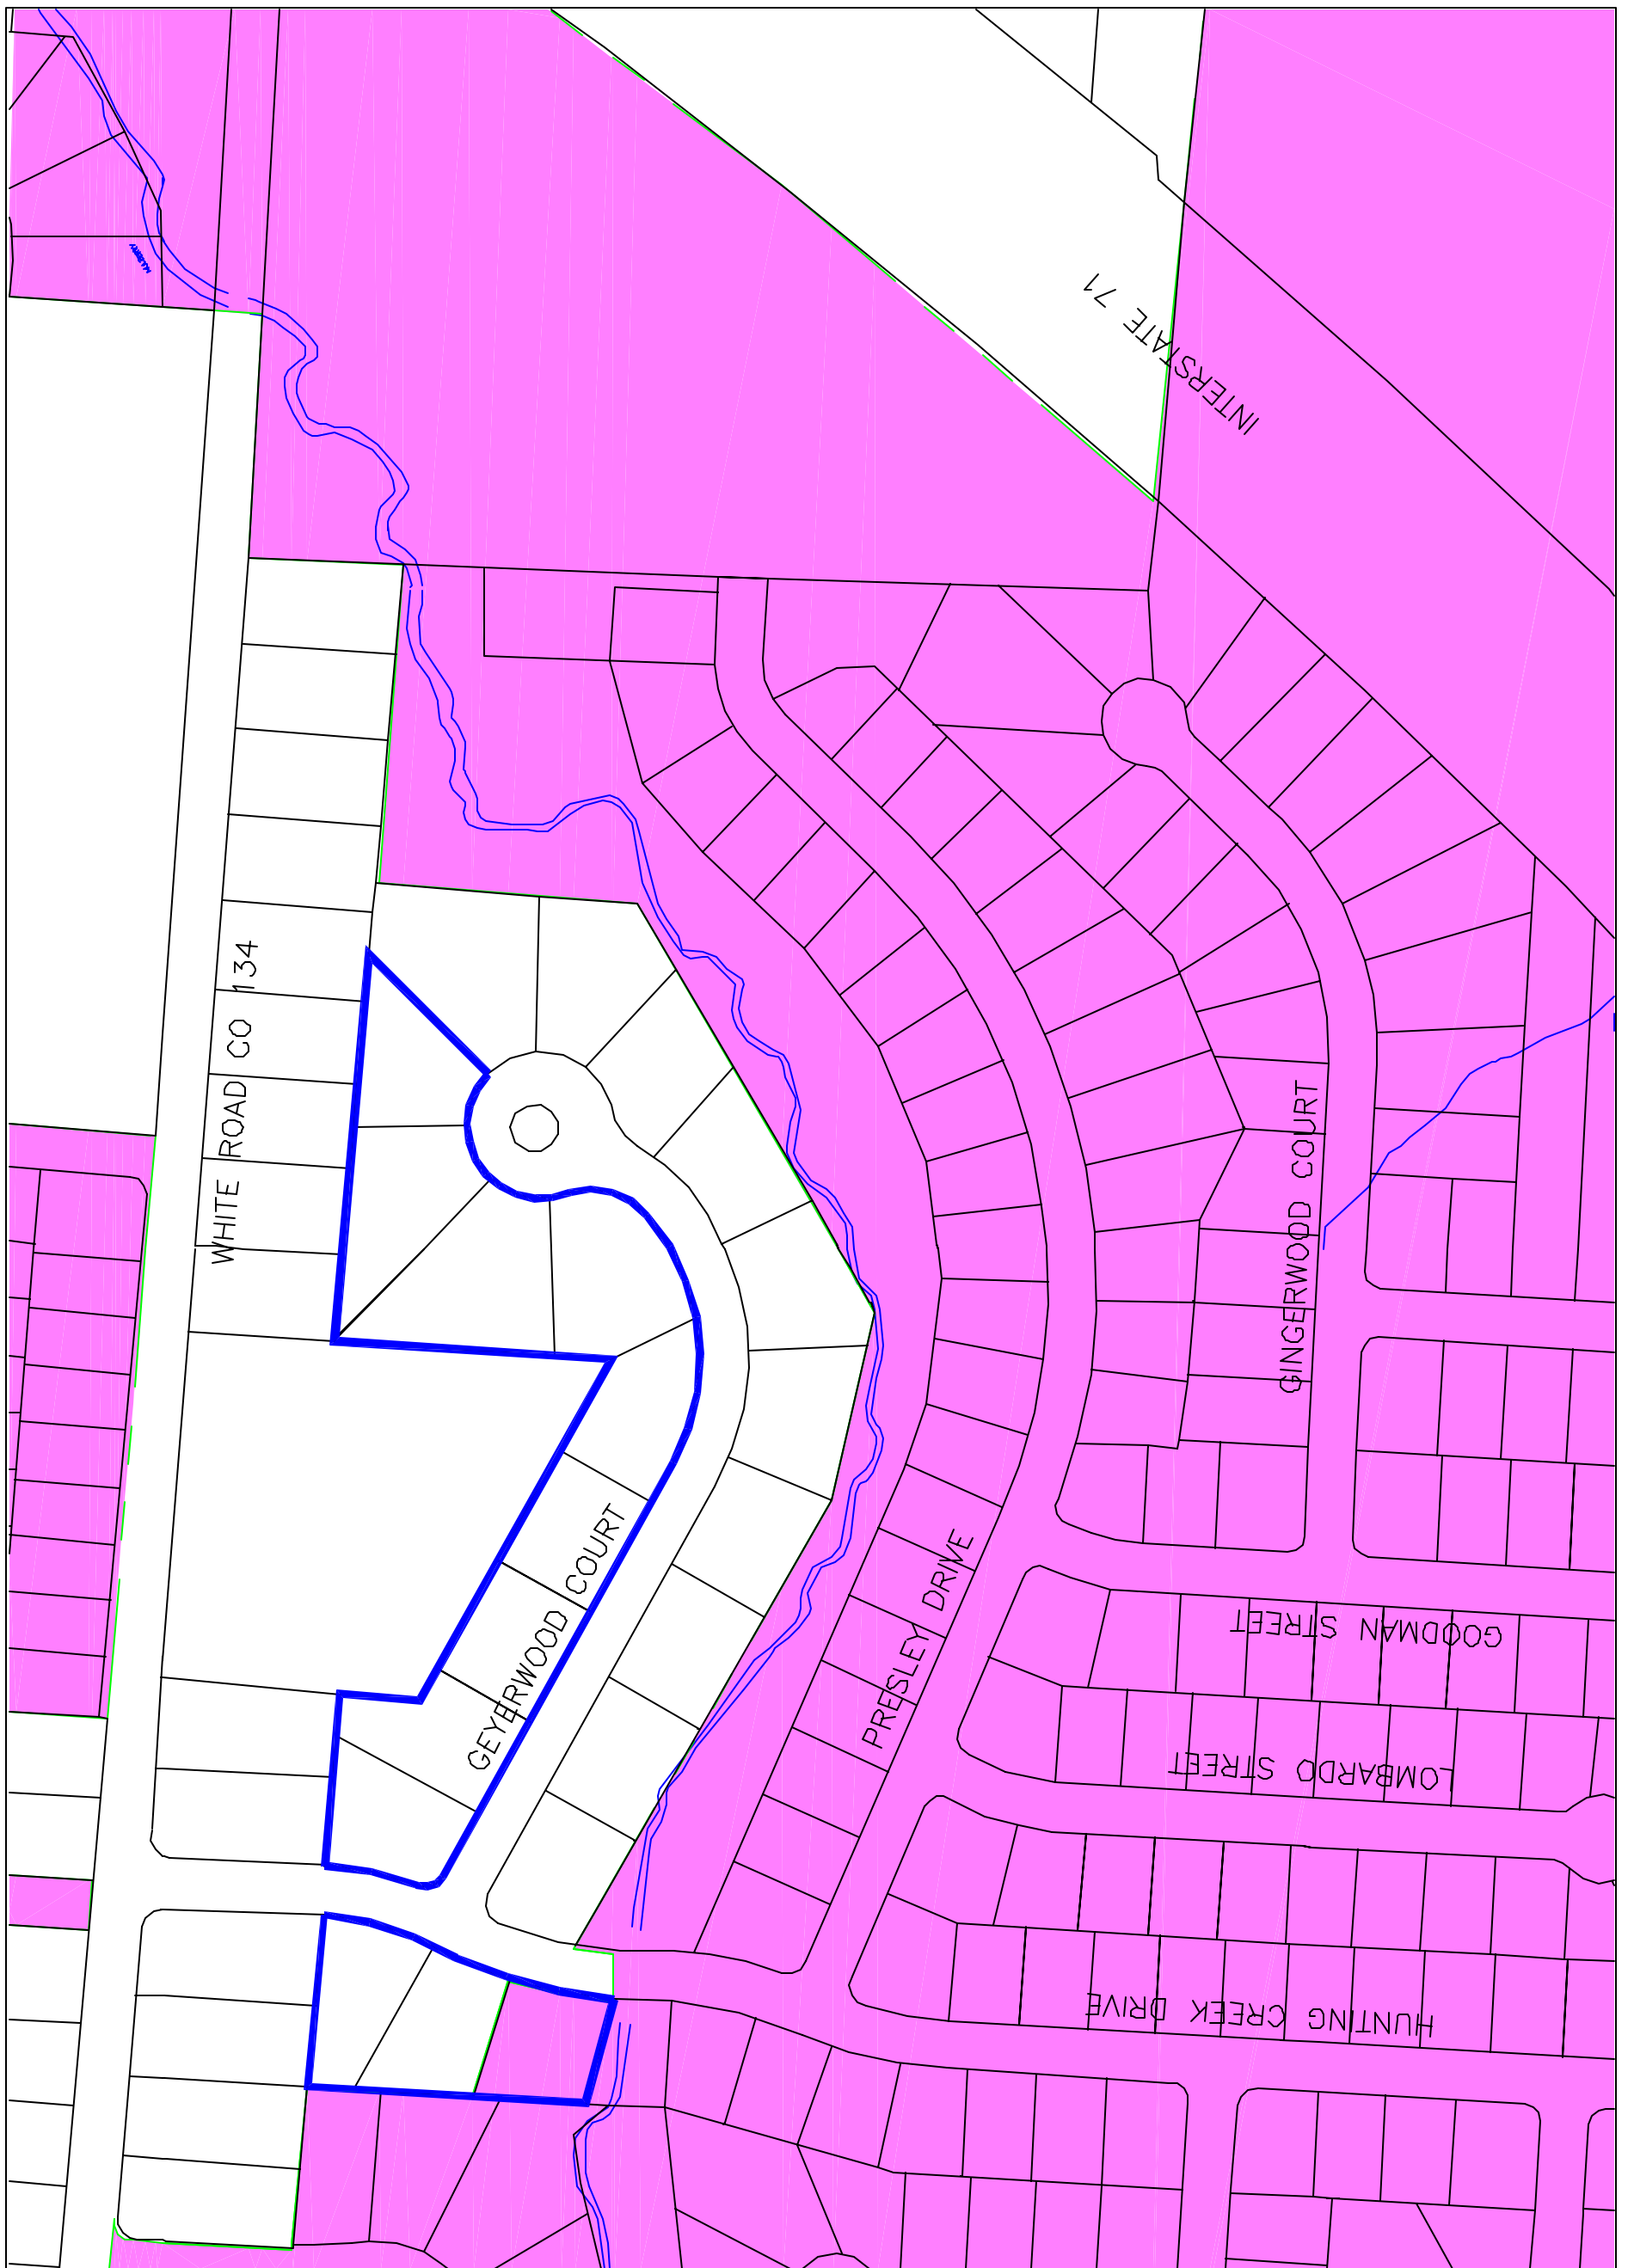 INTERSTATE 71
WHITE ROAD CO 134
GINGERWOOD COURT
GEYERWOOD COURT
PRESLEY DRIVE
GOODMAN STREET
LOMBARDO STREET
HUNTING CREEK DRIVE